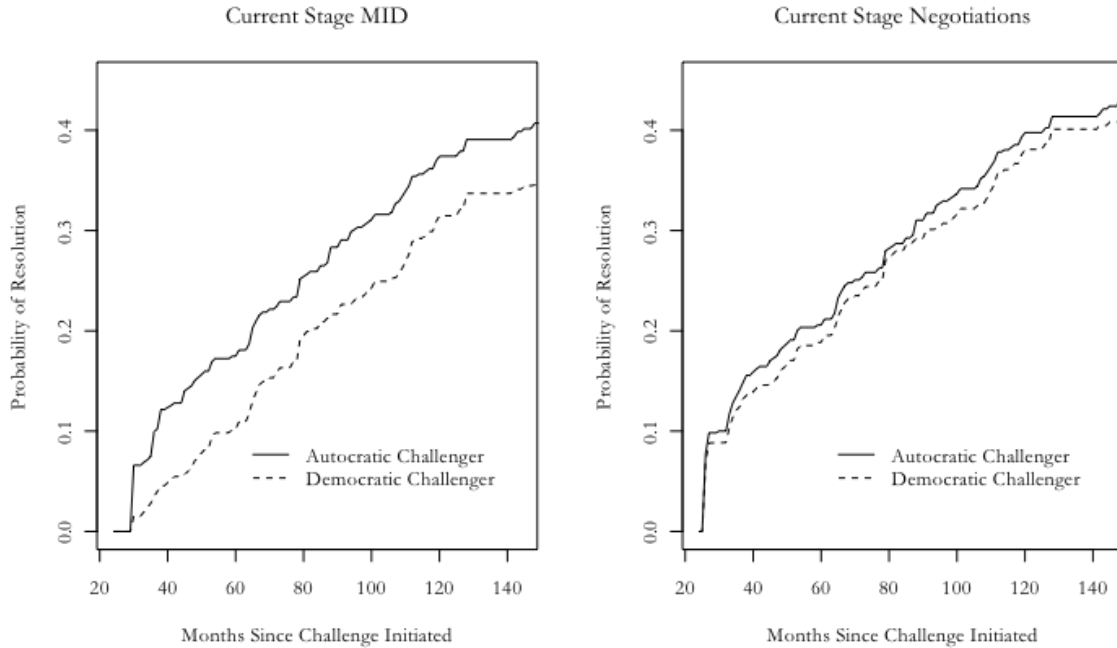 Current Stage MID
Probability of Resolution
0.4
0.3
0.2
0.1
0.0
Autocratic Challenger
Democratic Challenger
20 40 60 80 100 120 140
Months Since Challenge Initiated
Current Stage Negotiations
Probability of Resolution
0.4
0.3
0.2
0.1
0.0
Autocratic Challenger
Democratic Challenger
20 40 60 80 100 120 140
Months Since Challenge Initiated